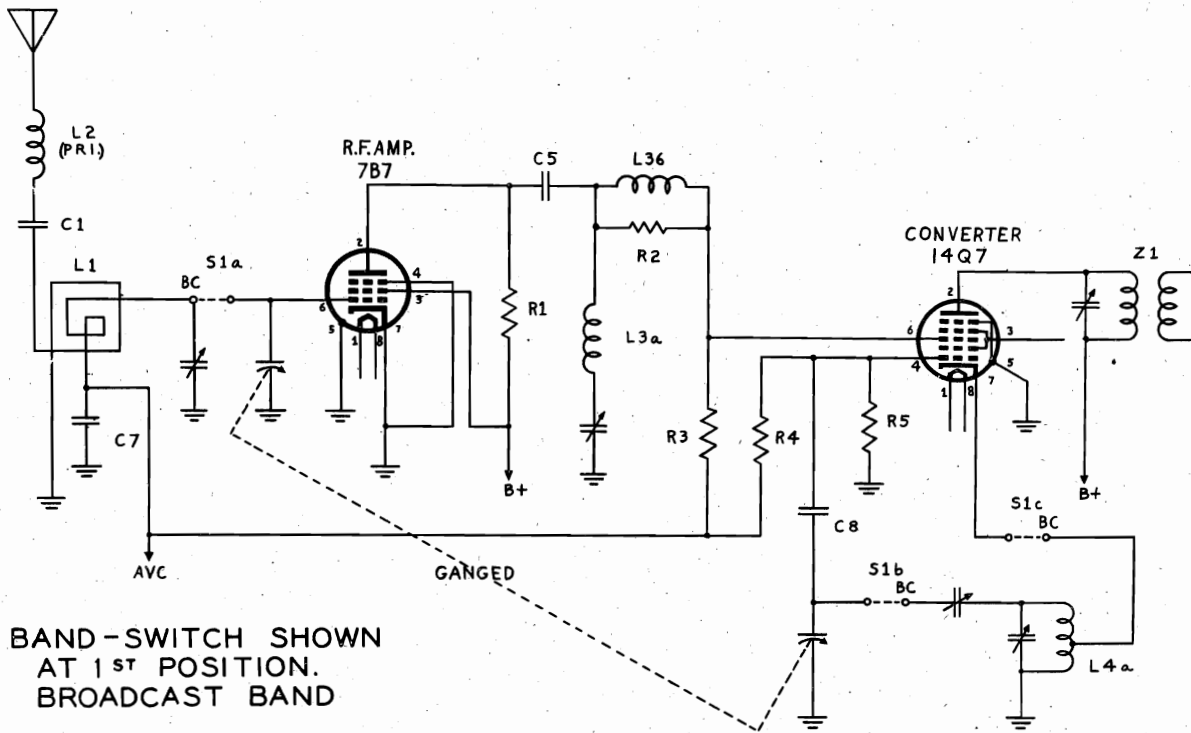 L2
(PRI.)
C1
L1
BC
S1a
R.F. AMP.
7B7
2
4
3
6
5
1
8
7
C5
L36
R2
R1
L3a
C7
B+
R3
R4
R5
CONVERTER
14Q7
2
6
4
3
5
1
8
7
Z1
B+
C8
S1c
BC
S1b
BC
L4a
AVC
GANGED
BAND-SWITCH SHOWN
AT 1ST POSITION.
BROADCAST BAND